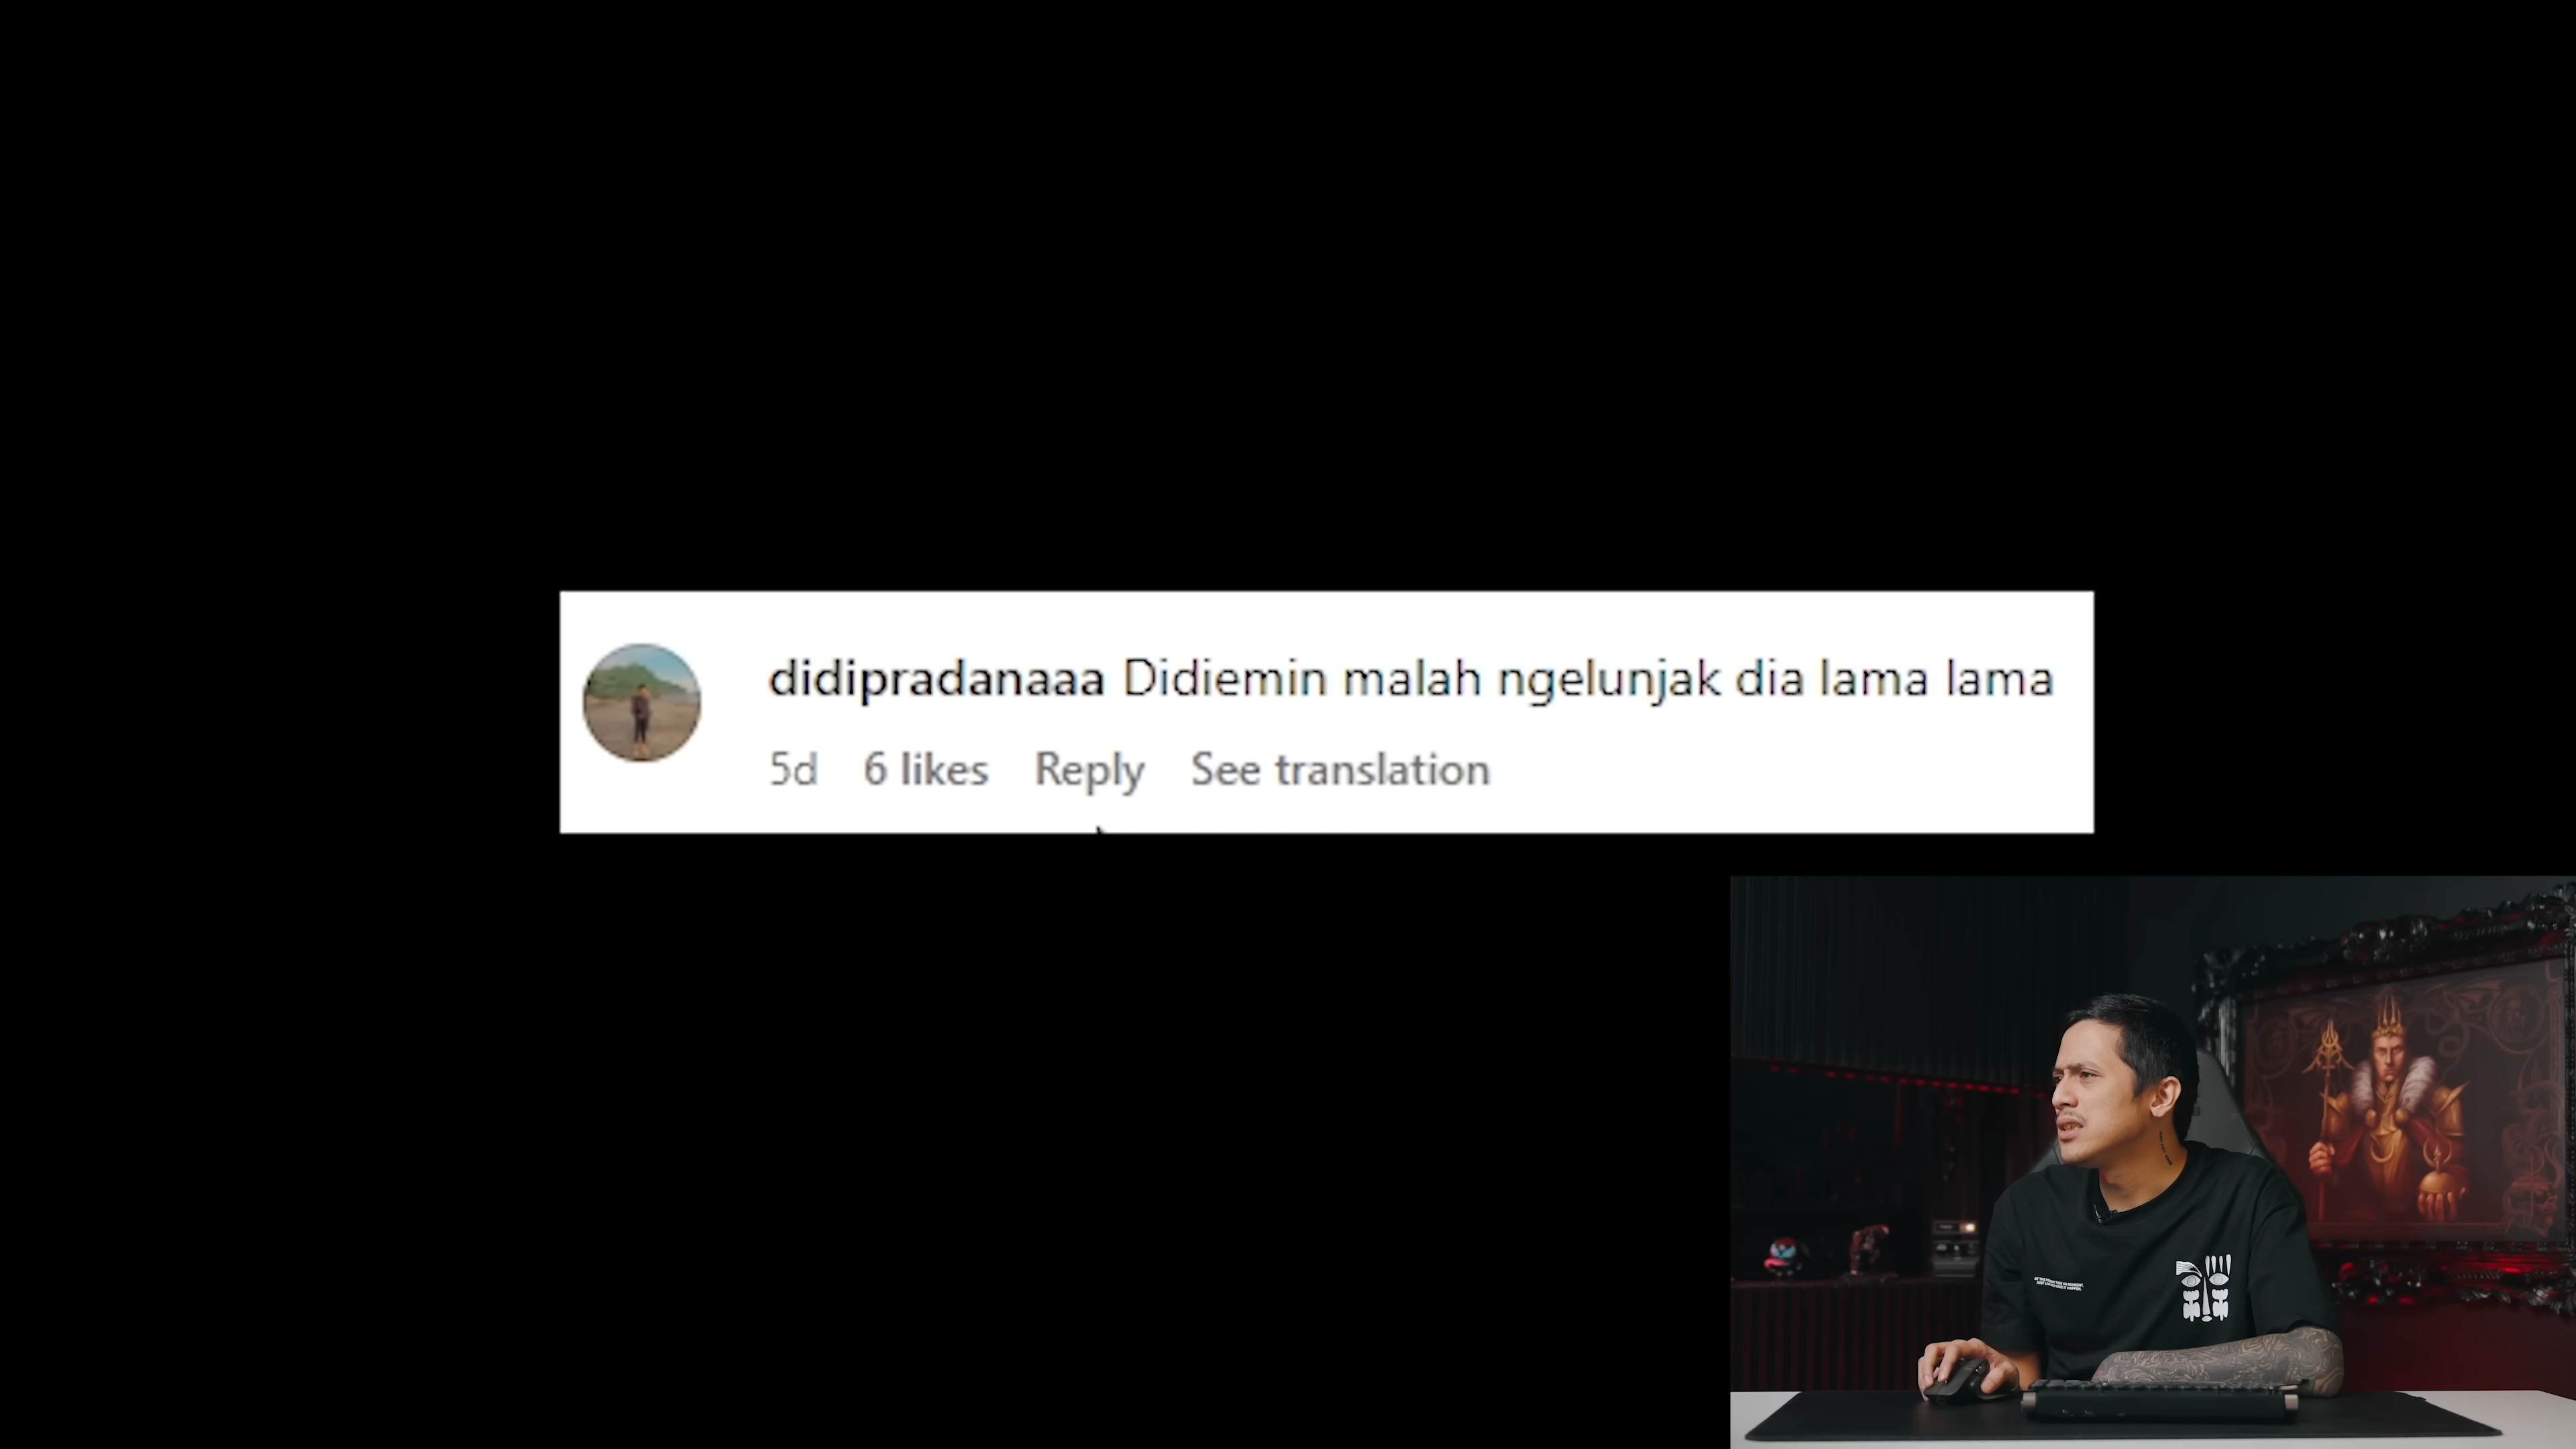 didipradanaaa Didiemin malah ngelunjak dia lama lama
5d 6 likes Reply See translation